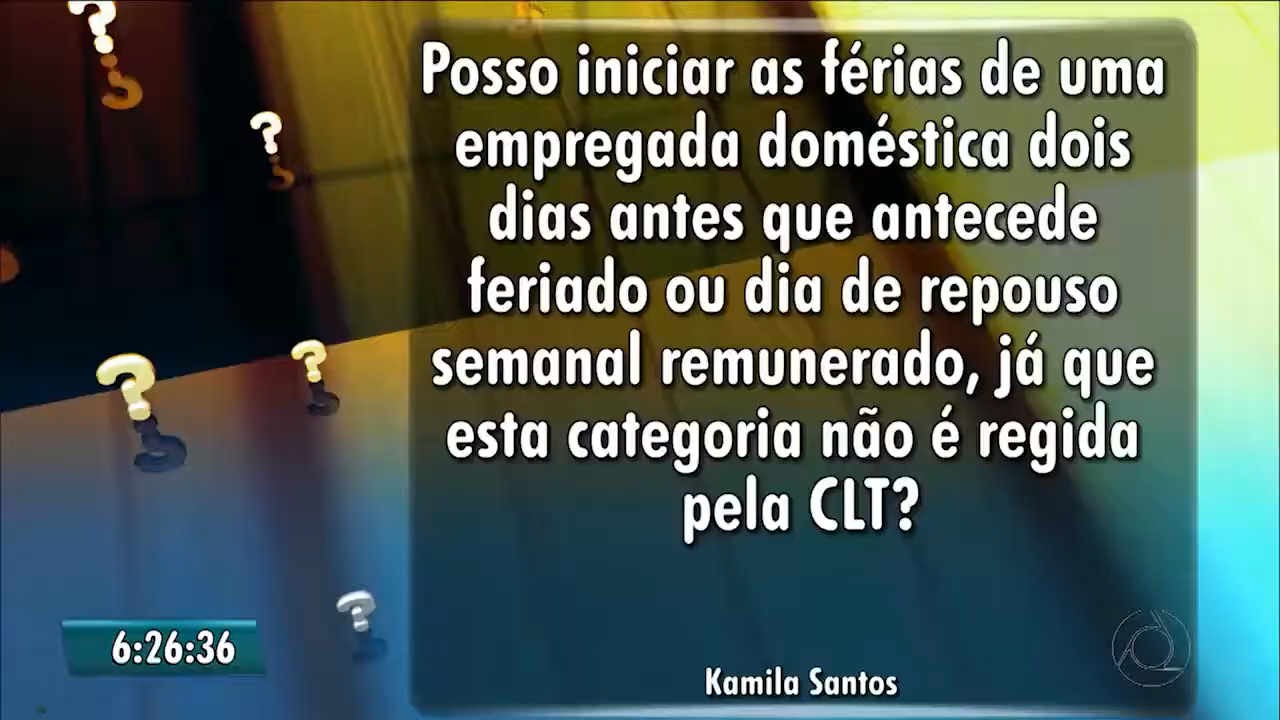 Posso iniciar as férias de uma
empregada doméstica dois
dias antes que antecede
feriado ou dia de repouso
semanal remunerado, já que
esta categoria não é regida
pela CLT?
6:26:36
Kamila Santos